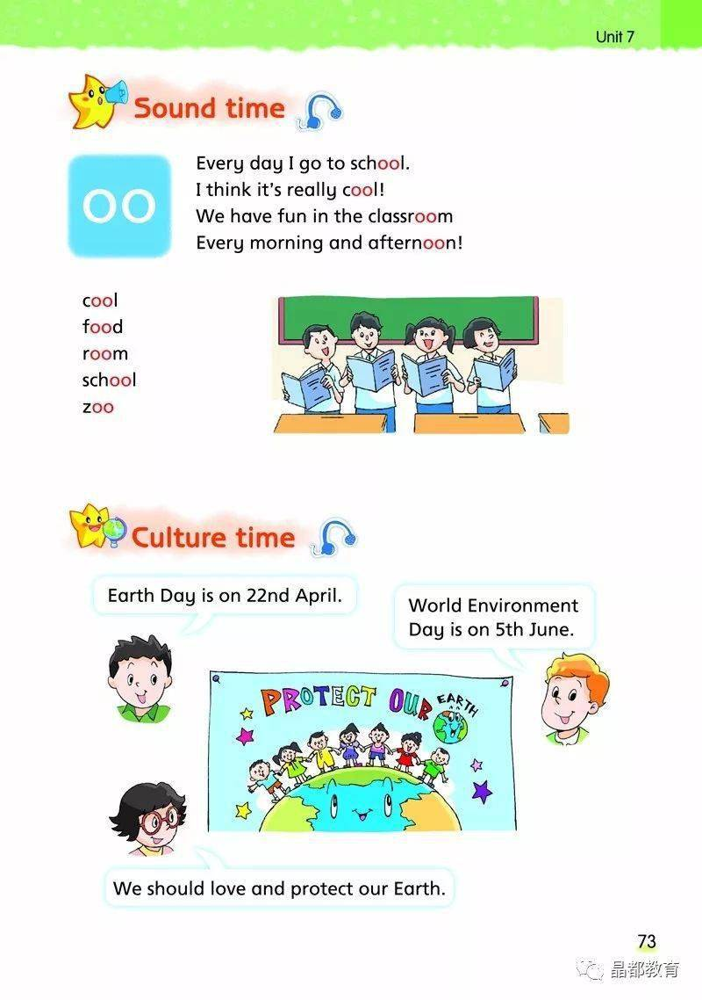 Unit 7
Sound time
oo
Every day I go to school.
I think it's really cool!
We have fun in the classroom
Every morning and afternoon!
cool
food
room
school
zoo
Culture time
Earth Day is on 22nd April.
World Environment
Day is on 5th June.
PROTECT OUR EARTH
We should love and protect our Earth.
73
晶都教育